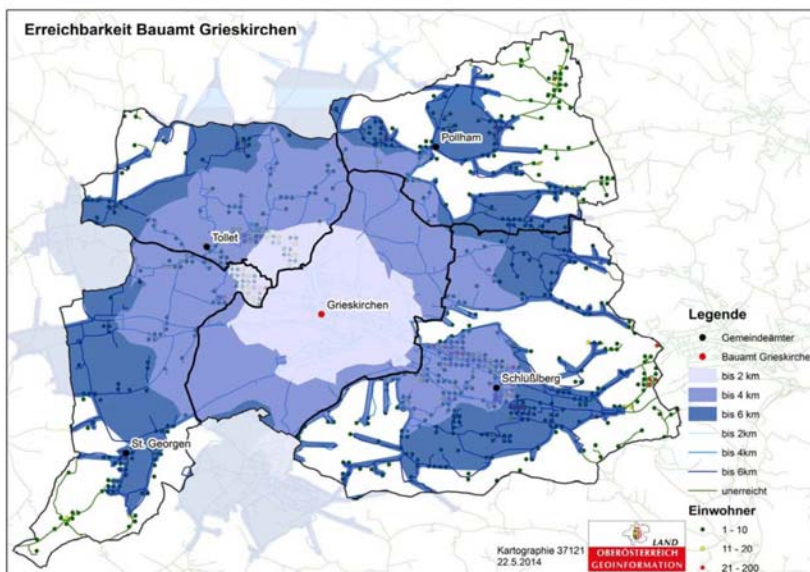 Erreichbarkeit Bauamt Grieskirchen
Pollham
Tollet
Grieskirchen
Schlüßlberg
St. Georgen
Legende
Gemeindeämter
Bauamt Grieskirche
bis 2 km
bis 4 km
bis 6 km
bis 2km
bis 4km
bis 6km
unerreicht
Einwohner
1 - 10
11 - 20
21 - 200
Kartographie 37121
22.5.2014
LAND
OBERÖSTERREICH
GEOINFORMATION